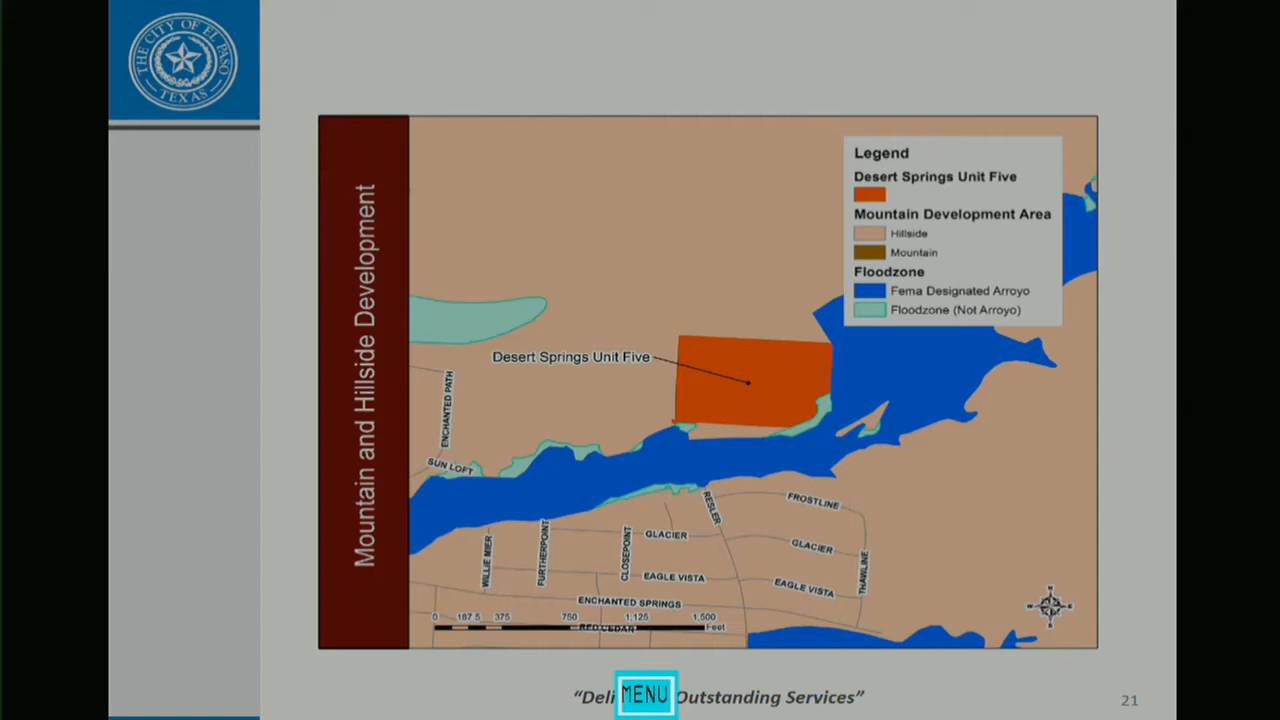 THE CITY OF EL PASO
TEXAS
Mountain and Hillside Development
Legend
Desert Springs Unit Five
Mountain Development Area
Hillside
Mountain
Floodzone
Fema Designated Arroyo
Floodzone (Not Arroyo)
Desert Springs Unit Five
ENCHANTED PATH
SUN LOFT
RESLER
FROSTLINE
WILLIE MIER
FURTHERPOINT
CLOSEPOINT
GLACIER
GLACIER
THAWLINE
EAGLE VISTA
EAGLE VISTA
ENCHANTED SPRINGS
0 187.5 375 750 1,125 1,500
Feet
RED CEDAR
"Deli MENU Outstanding Services"
21